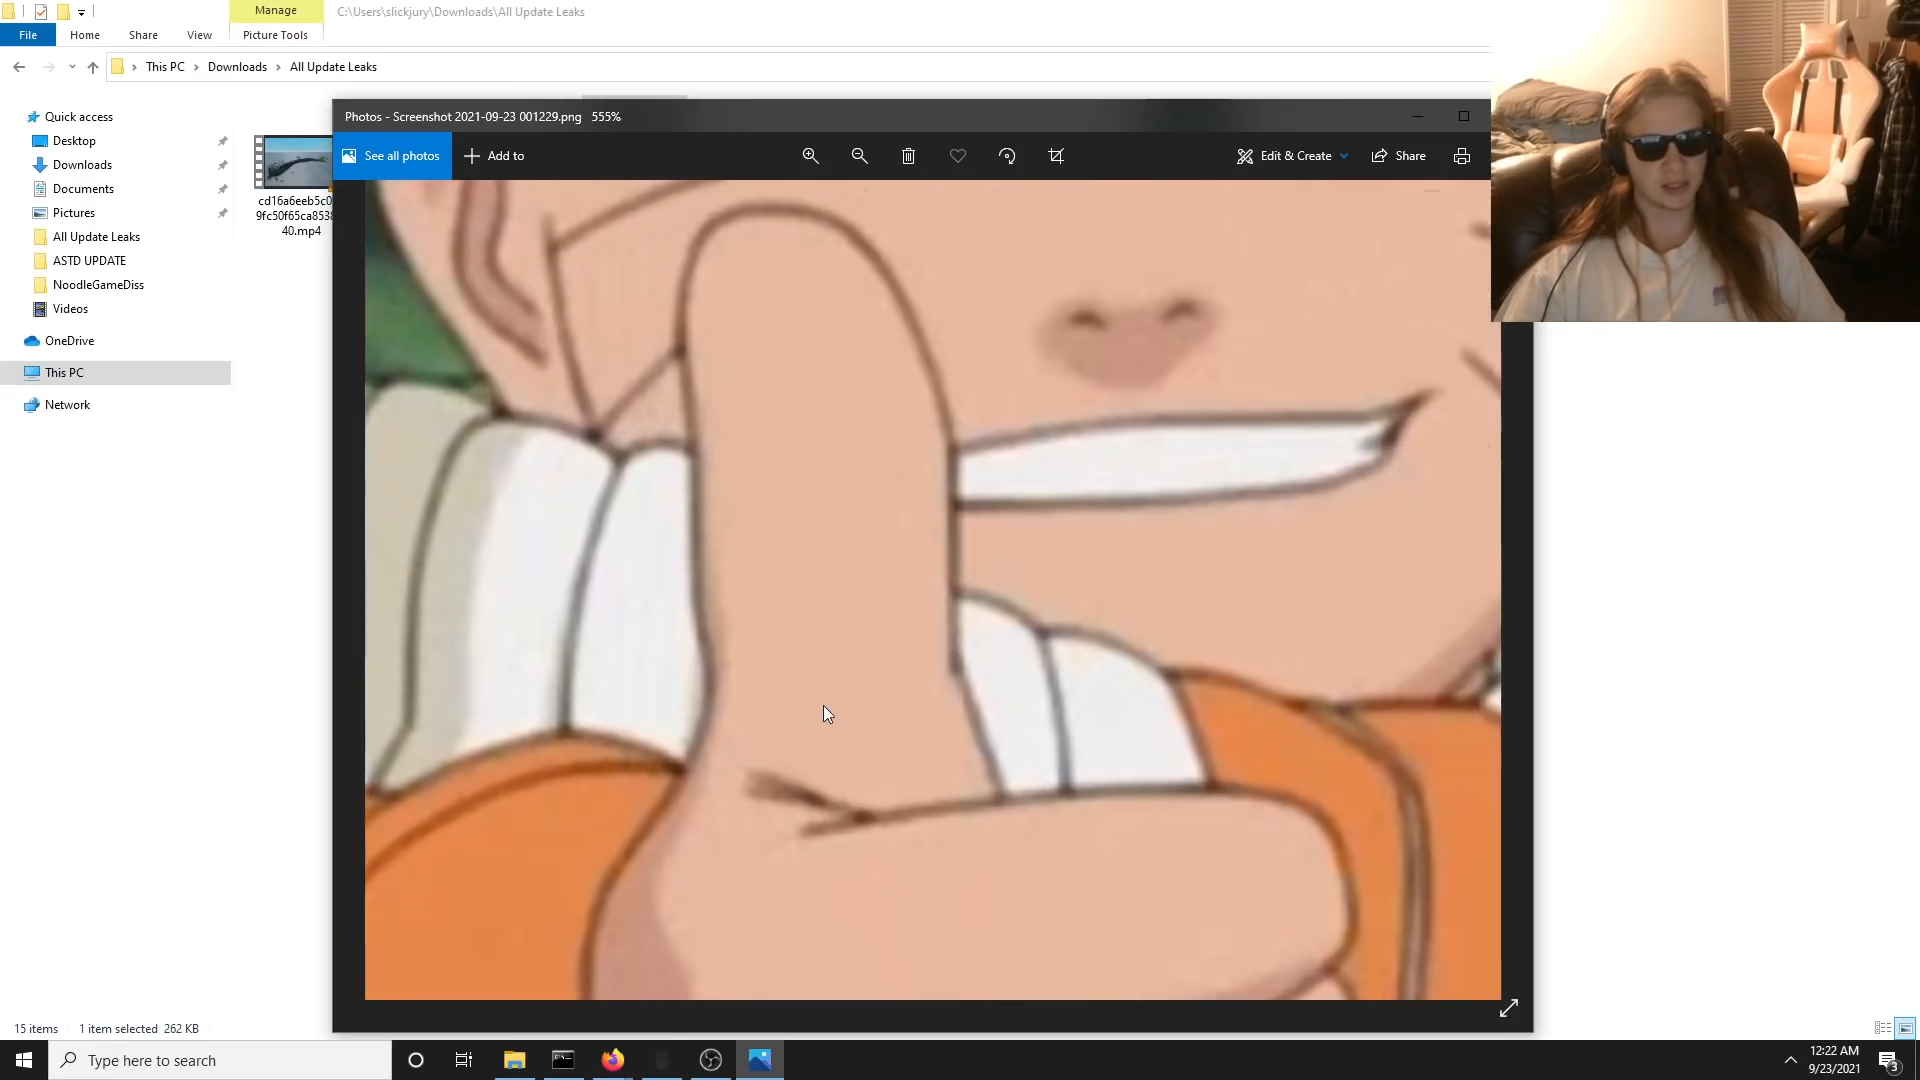 Manage
C:\Users\slickjury\Downloads\All Update Leaks
File
Home
Share
View
Picture Tools
This PC
Downloads
All Update Leaks
Photos - Screenshot 2021-09-23 001229.png 555%
See all photos
Add to
Edit & Create
Share
Quick access
Desktop
Downloads
Documents
Pictures
All Update Leaks
ASTD UPDATE
NoodleGameDiss
Videos
OneDrive
This PC
Network
cd16a6eeb5c0
9fc50f65ca8538
40.mp4
15 items 1 item selected 262 KB
Type here to search
12:22 AM
9/23/2021
3